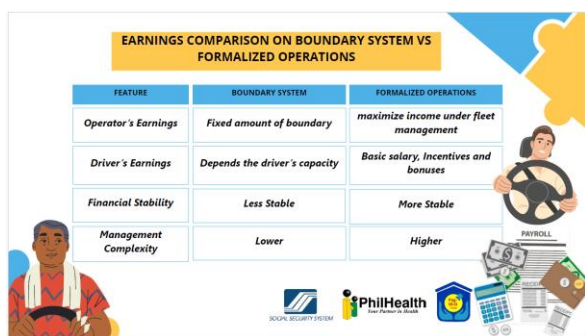 EARNINGS COMPARISON ON BOUNDARY SYSTEM VS
FORMALIZED OPERATIONS
FEATURE BOUNDARY SYSTEM FORMALIZED OPERATIONS
Operator's Earnings Fixed amount of boundary maximize income under fleet
management
Driver's Earnings Depends the driver's capacity Basic salary, Incentives and
bonuses
Financial Stability Less Stable More Stable
Management
Complexity Lower Higher
PAYROLL
SOCIAL SECURITY SYSTEM
PhilHealth
Your Partner in Health